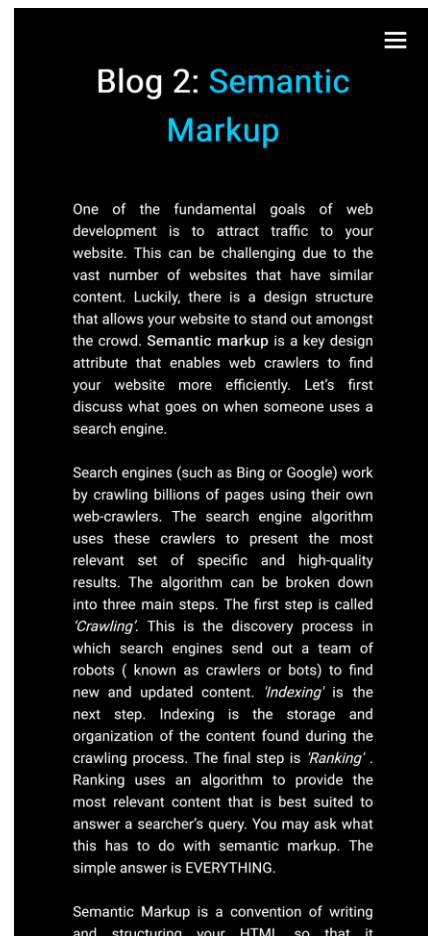 Blog 2: Semantic
Markup
One of the fundamental goals of web
development is to attract traffic to your
website. This can be challenging due to the
vast number of websites that have similar
content. Luckily, there is a design structure
that allows your website to stand out amongst
the crowd. Semantic markup is a key design
attribute that enables web crawlers to find
your website more efficiently. Let’s first
discuss what goes on when someone uses a
search engine.
Search engines (such as Bing or Google) work
by crawling billions of pages using their own
web-crawlers. The search engine algorithm
uses these crawlers to present the most
relevant set of specific and high-quality
results. The algorithm can be broken down
into three main steps. The first step is called
‘Crawling’. This is the discovery process in
which search engines send out a team of
robots ( known as crawlers or bots) to find
new and updated content. 'Indexing' is the
next step. Indexing is the storage and
organization of the content found during the
crawling process. The final step is 'Ranking' .
Ranking uses an algorithm to provide the
most relevant content that is best suited to
answer a searcher’s query. You may ask what
this has to do with semantic markup. The
simple answer is EVERYTHING.
Semantic Markup is a convention of writing
and structuring your HTML so that it